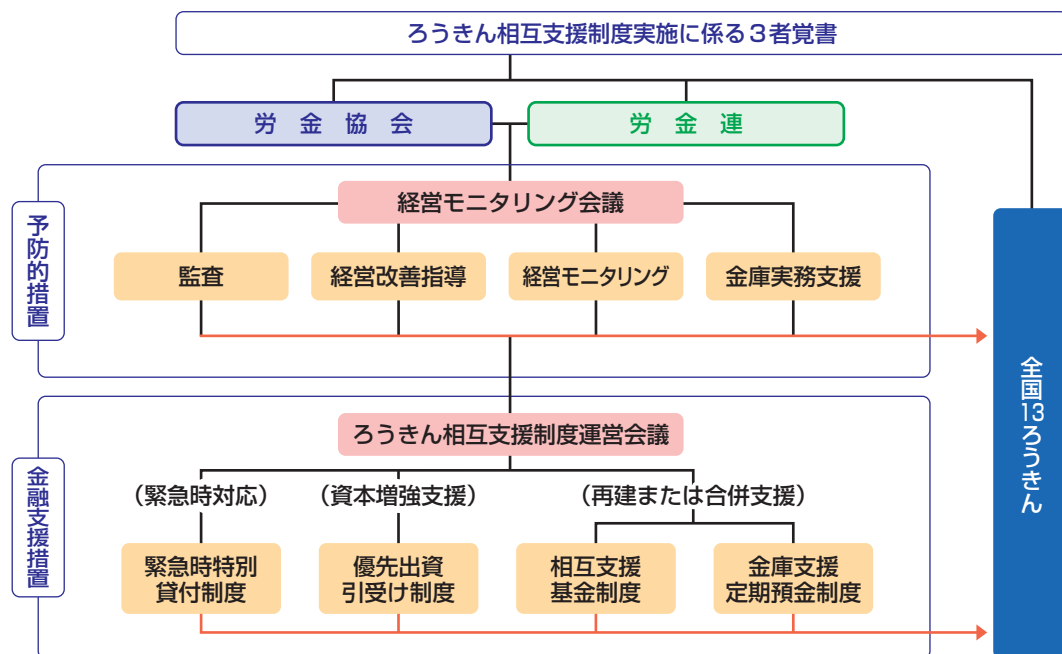 ろうきん相互支援制度実施に係る３者覚書
労金協会
労金連
予防的措置
経営モニタリング会議
監査
経営改善指導
経営モニタリング
金庫実務支援
全国13ろうきん
金融支援措置
ろうきん相互支援制度運営会議
（緊急時対応）
（資本増強支援）
（再建または合併支援）
緊急時特別
貸付制度
優先出資
引受け制度
相互支援
基金制度
金庫支援
定期預金制度